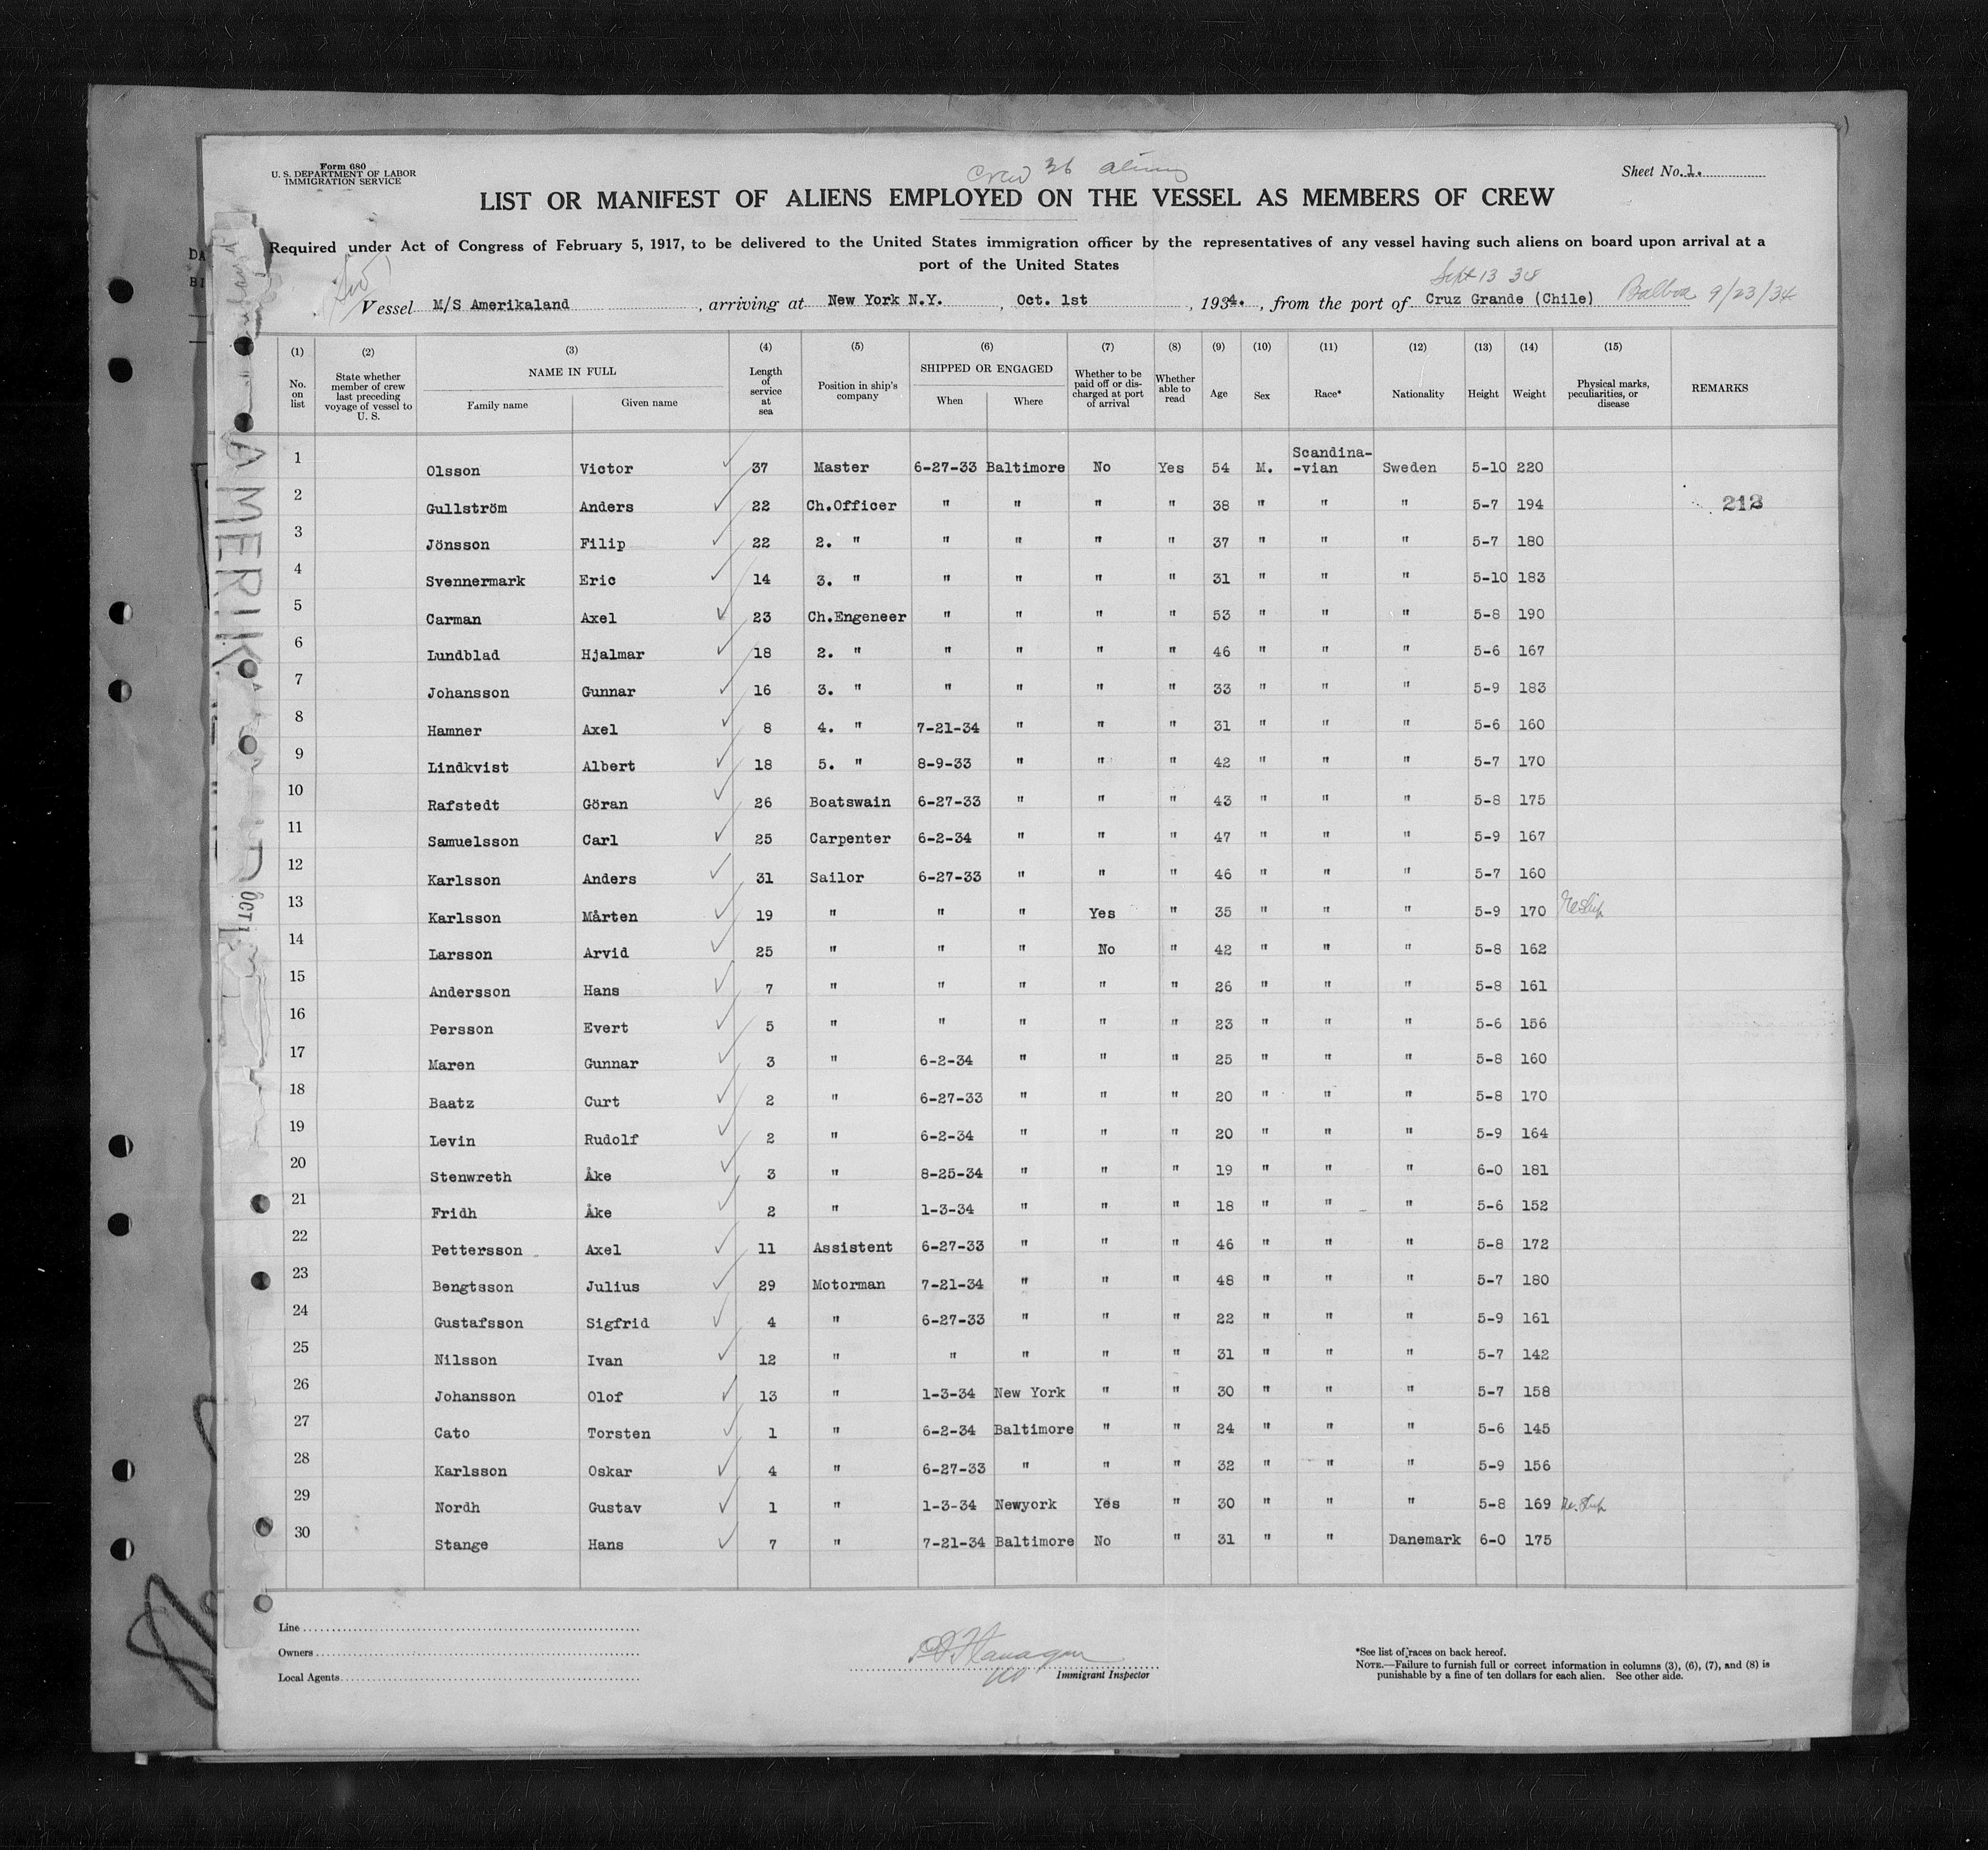 Form 680
U. S. DEPARTMENT OF LABOR
IMMIGRATION SERVICE
Crew 36 aliens
Sheet No. 1.
LIST OR MANIFEST OF ALIENS EMPLOYED ON THE VESSEL AS MEMBERS OF CREW
Required under Act of Congress of February 5, 1917, to be delivered to the United States immigration officer by the representatives of any vessel having such aliens on board upon arrival at a
port of the United States
Sept 13 34
Vessel M/S Amerikaland, arriving at New York N.Y., Oct. 1st, 1934., from the port of Cruz Grande (Chile) Balboa 9/23/34
(1) (2) (3) (4) (5) (6) (7) (8) (9) (10) (11) (12) (13) (14) (15)
No. on list State whether member of crew last preceding voyage of vessel to U. S. NAME IN FULL Family name Given name Length of service at sea Position in ship's company SHIPPED OR ENGAGED When Where Whether to be paid off or discharged at port of arrival Whether able to read Age Sex Race* Nationality Height Weight Physical marks, peculiarities, or disease REMARKS
1 Olsson Victor 37 Master 6-27-33 Baltimore No Yes 54 M. Scandina--vian Sweden 5-10 220
2 Gullström Anders 22 Ch.Officer " " " " 38 " " " 5-7 194 212
3 Jönsson Filip 22 2. " " " " " 37 " " " 5-7 180
4 Svennermark Eric 14 3. " " " " " 31 " " " 5-10 183
5 Carman Axel 23 Ch.Engeneer " " " " 53 " " " 5-8 190
6 Lundblad Hjalmar 18 2. " " " " " 46 " " " 5-6 167
7 Johansson Gunnar 16 3. " " " " " 33 " " " 5-9 183
8 Hamner Axel 8 4. " 7-21-34 " " " 31 " " " 5-6 160
9 Lindkvist Albert 18 5. " 8-9-33 " " " 42 " " " 5-7 170
10 Rafstedt Göran 26 Boatswain 6-27-33 " " " 43 " " " 5-8 175
11 Samuelsson Carl 25 Carpenter 6-2-34 " " " 47 " " " 5-9 167
12 Karlsson Anders 31 Sailor 6-27-33 " " " 46 " " " 5-7 160
13 Karlsson Mårten 19 " " " Yes " 35 " " " 5-9 170 Reship
14 Larsson Arvid 25 " " " No " 42 " " " 5-8 162
15 Andersson Hans 7 " " " " " 26 " " " 5-8 161
16 Persson Evert 5 " " " " " 23 " " " 5-6 156
17 Maren Gunnar 3 " 6-2-34 " " " 25 " " " 5-8 160
18 Baatz Curt 2 " 6-27-33 " " " 20 " " " 5-8 170
19 Levin Rudolf 2 " 6-2-34 " " " 20 " " " 5-9 164
20 Stenwreth Åke 3 " 8-25-34 " " " 19 " " " 6-0 181
21 Fridh Åke 2 " 1-3-34 " " " 18 " " " 5-6 152
22 Pettersson Axel 11 Assistent 6-27-33 " " " 46 " " " 5-8 172
23 Bengtsson Julius 29 Motorman 7-21-34 " " " 48 " " " 5-7 180
24 Gustafsson Sigfrid 4 " 6-27-33 " " " 22 " " " 5-9 161
25 Nilsson Ivan 12 " " " " " 31 " " " 5-7 142
26 Johansson Olof 13 " 1-3-34 New York " " 30 " " " 5-7 158
27 Cato Torsten 1 " 6-2-34 Baltimore " " 24 " " " 5-6 145
28 Karlsson Oskar 4 " 6-27-33 " " " 32 " " " 5-9 156
29 Nordh Gustav 1 " 1-3-34 Newyork Yes " 30 " " " 5-8 169 Re.Ship
30 Stange Hans 7 " 7-21-34 Baltimore No " 31 " " Danemark 6-0 175
Line
Owners
Local Agents
Immigrant Inspector
*See list of races on back hereof.
NOTE.—Failure to furnish full or correct information in columns (3), (6), (7), and (8) is
punishable by a fine of ten dollars for each alien. See other side.
AMERIK
OCT 1